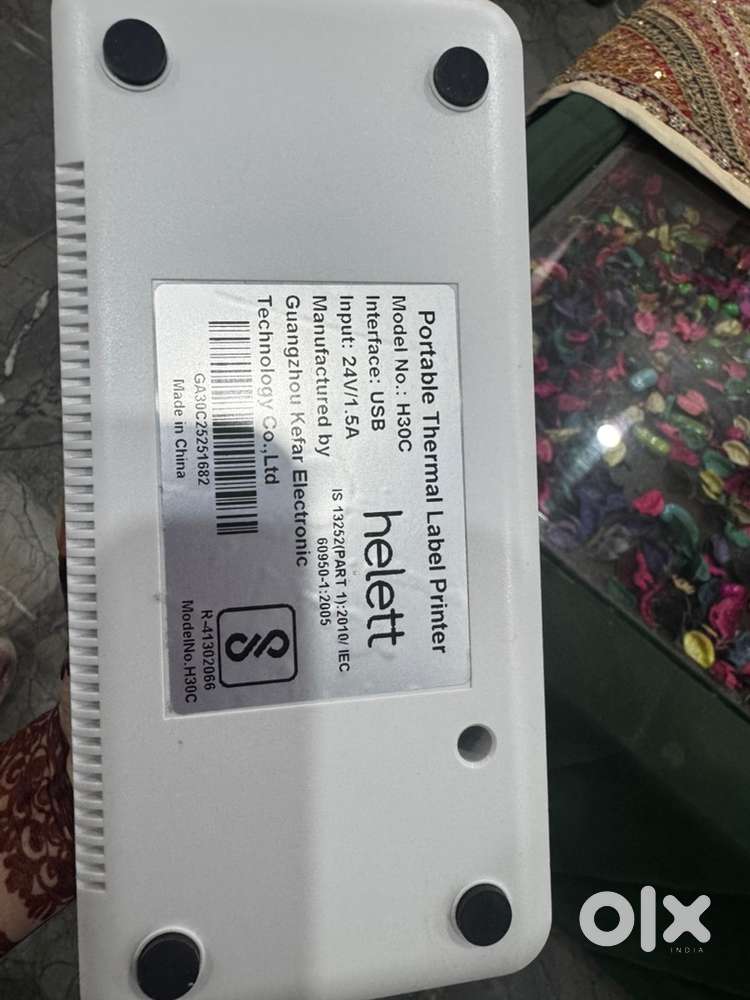 Portable Thermal Label Printer
Model No.: H30C
Interface: USB
Input: 24V/1.5A
Manufactured by
Guangzhou Kefar Electronic
Technology Co.,Ltd
helett
IS 13252(PART 1):2010/ IEC
60950-1:2005
GA30C25251682
Made in China
R-41302066
ModelNo.H30C
olx
INDIA